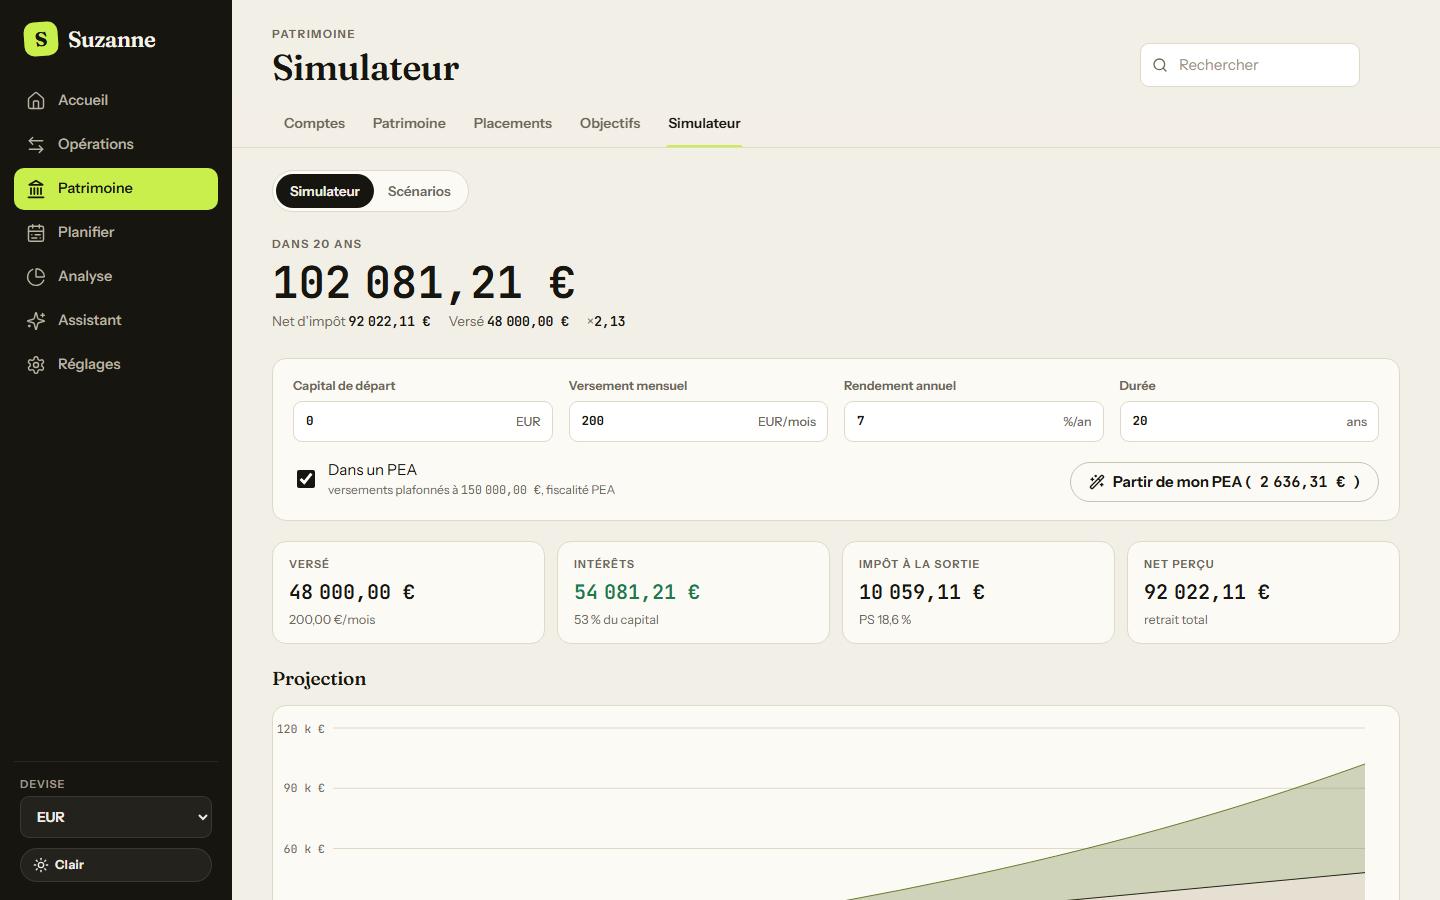 S Suzanne
Accueil
Opérations
Patrimoine
Planifier
Analyse
Assistant
Réglages
DEVISE
EUR
Clair
PATRIMOINE
Simulateur
Rechercher
Comptes Patrimoine Placements Objectifs Simulateur
Simulateur Scénarios
DANS 20 ANS
102 081,21 €
Net d'impôt 92 022,11 € Versé 48 000,00 € ×2,13
Capital de départ Versement mensuel Rendement annuel Durée
0 EUR 200 EUR/mois 7 %/an 20 ans
Dans un PEA
versements plafonnés à 150 000,00 €, fiscalité PEA
Partir de mon PEA ( 2 636,31 € )
VERSÉ
48 000,00 €
200,00 €/mois
INTÉRÊTS
54 081,21 €
53 % du capital
IMPÔT À LA SORTIE
10 059,11 €
PS 18,6 %
NET PERÇU
92 022,11 €
retrait total
Projection
120 k €
90 k €
60 k €